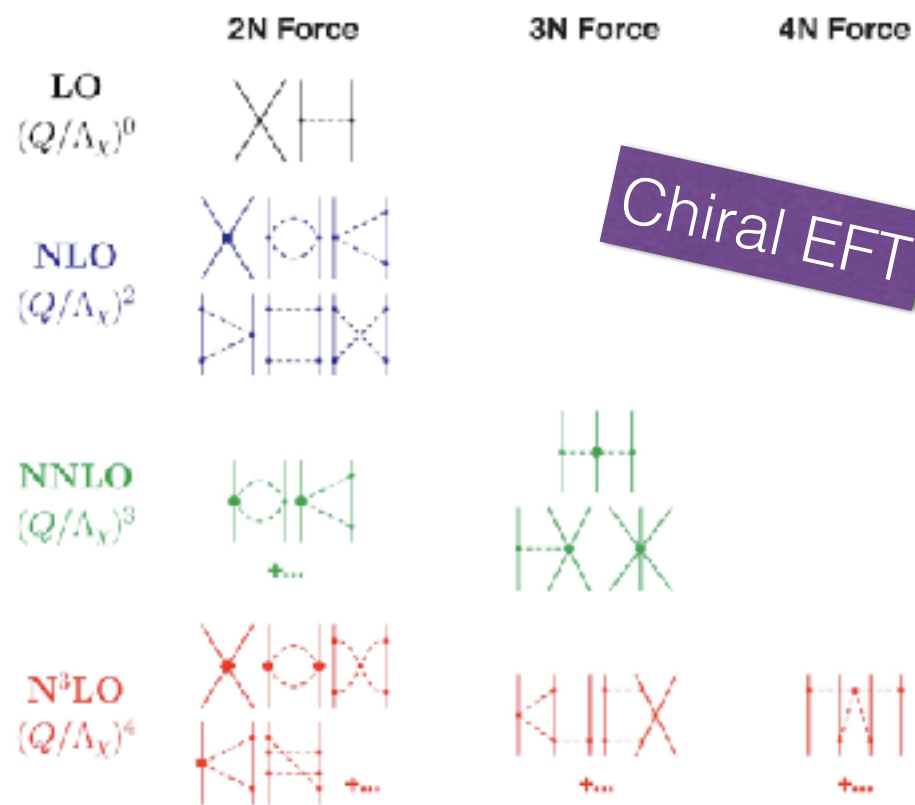 2N Force 3N Force 4N Force
LO
(Q/Λχ)⁰
Chiral EFT
NLO
(Q/Λχ)²
NNLO
(Q/Λχ)³
+...
N³LO
(Q/Λχ)⁴
+... +... +...